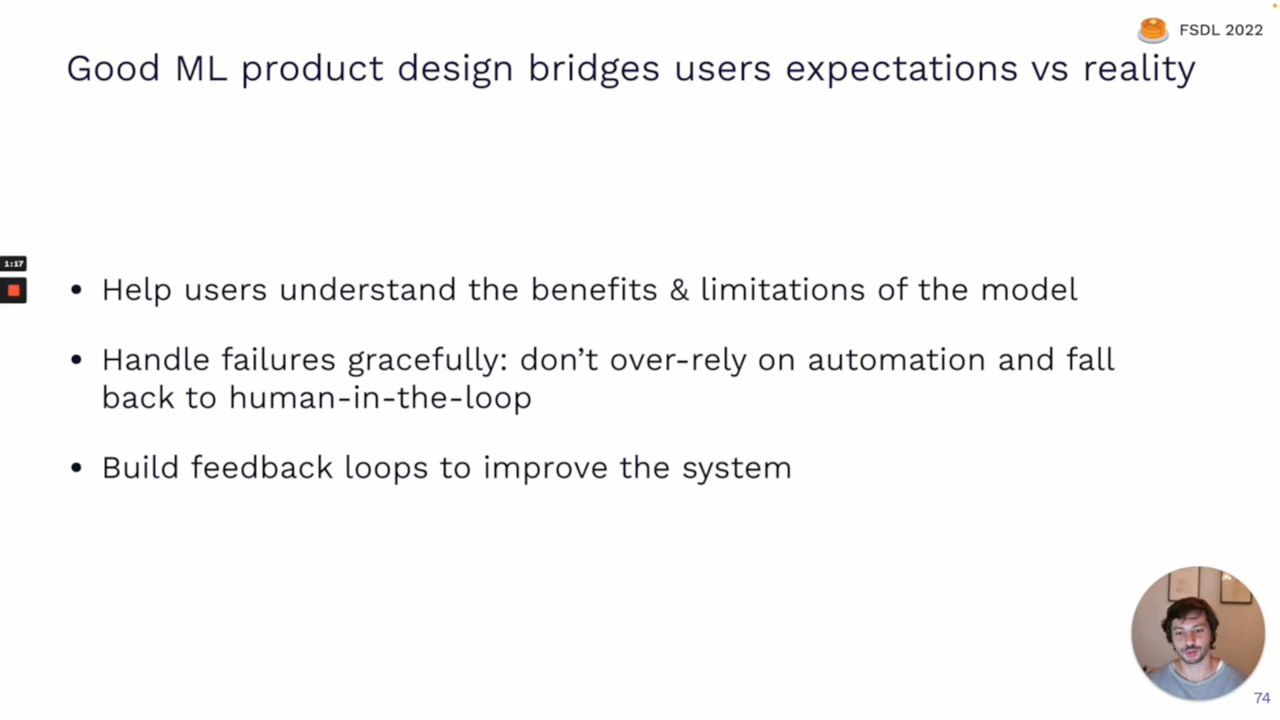 FSDL 2022
Good ML product design bridges users expectations vs reality
1:17
• Help users understand the benefits & limitations of the model
• Handle failures gracefully: don’t over-rely on automation and fall
back to human-in-the-loop
• Build feedback loops to improve the system
74